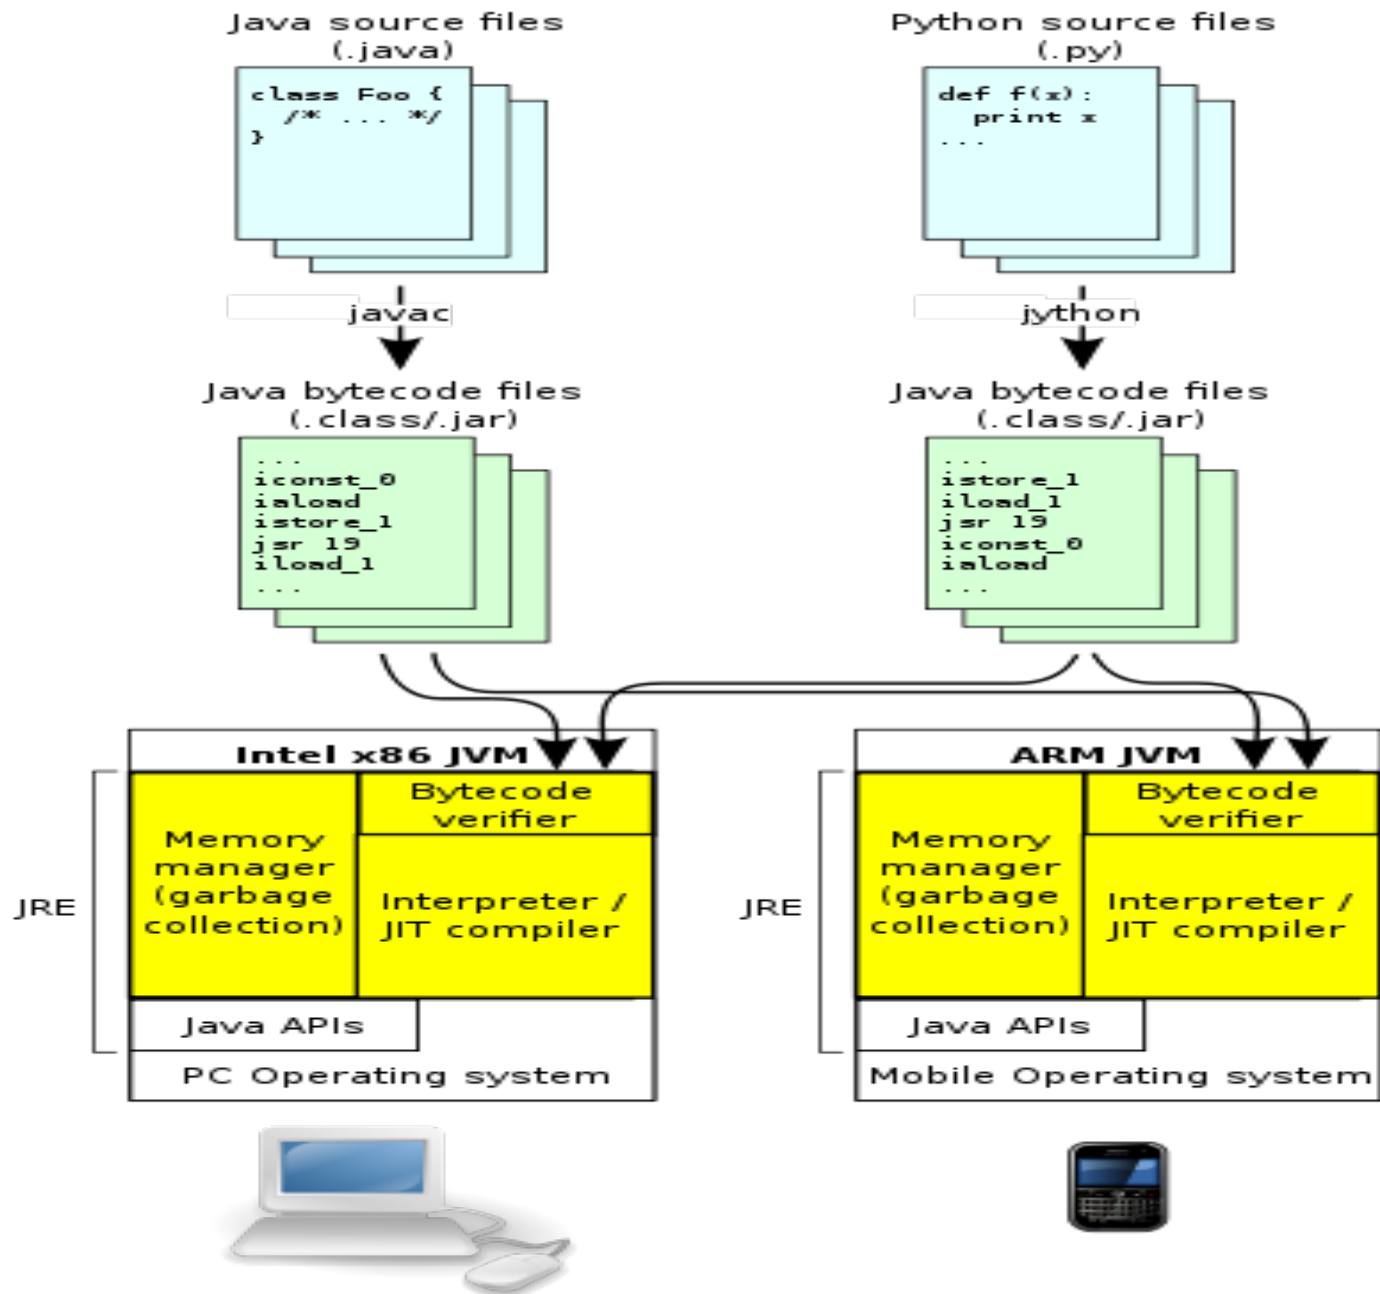 Java source files
(.java)
class Foo {
/* ... */
}
javac
Java bytecode files
(.class/.jar)
...
iconst_0
iaload
istore_1
jsr 19
iload_1
...
Python source files
(.py)
def f(x):
print x
...
jython
Java bytecode files
(.class/.jar)
...
istore_1
iload_1
jsr 19
iconst_0
iaload
...
Intel x86 JVM
JRE
Memory
manager
(garbage
collection)
Bytecode
verifier
Interpreter /
JIT compiler
Java APIs
PC Operating system
ARM JVM
JRE
Memory
manager
(garbage
collection)
Bytecode
verifier
Interpreter /
JIT compiler
Java APIs
Mobile Operating system